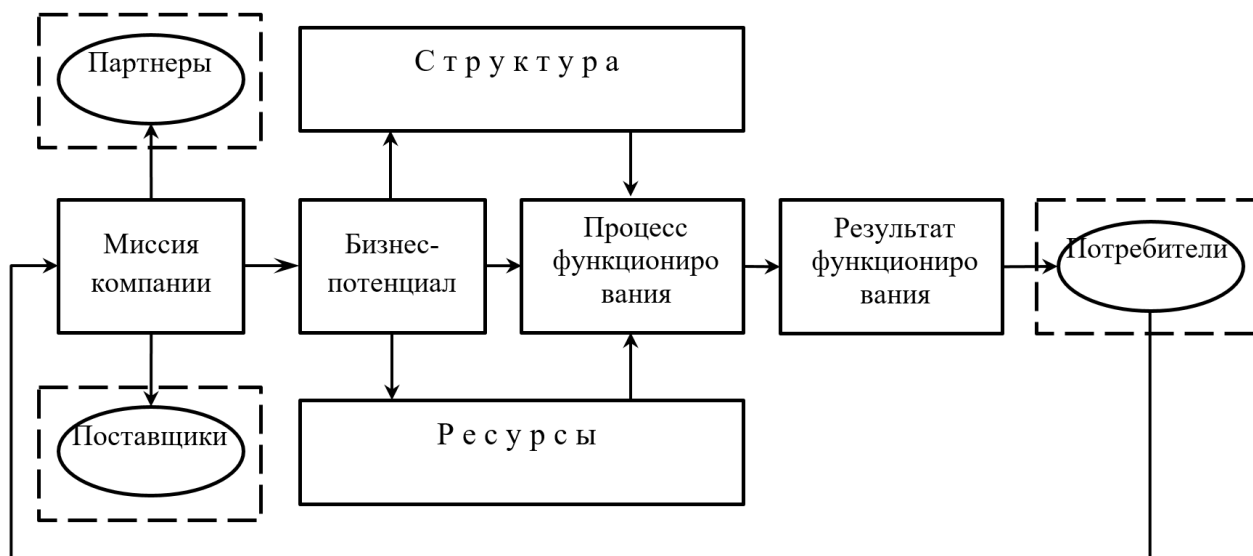 Партнеры
С т р у к т у р а
Миссия
компании
Бизнес-
потенциал
Процесс
функциониро
вания
Результат
функциониро
вания
Потребители
Поставщики
Р е с у р с ы